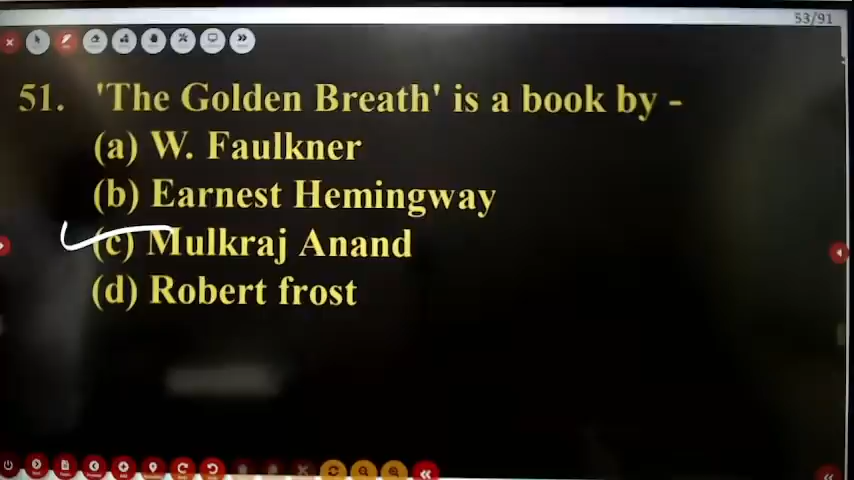 53/91
51. 'The Golden Breath' is a book by -
(a) W. Faulkner
(b) Earnest Hemingway
(c) Mulkraj Anand
(d) Robert frost